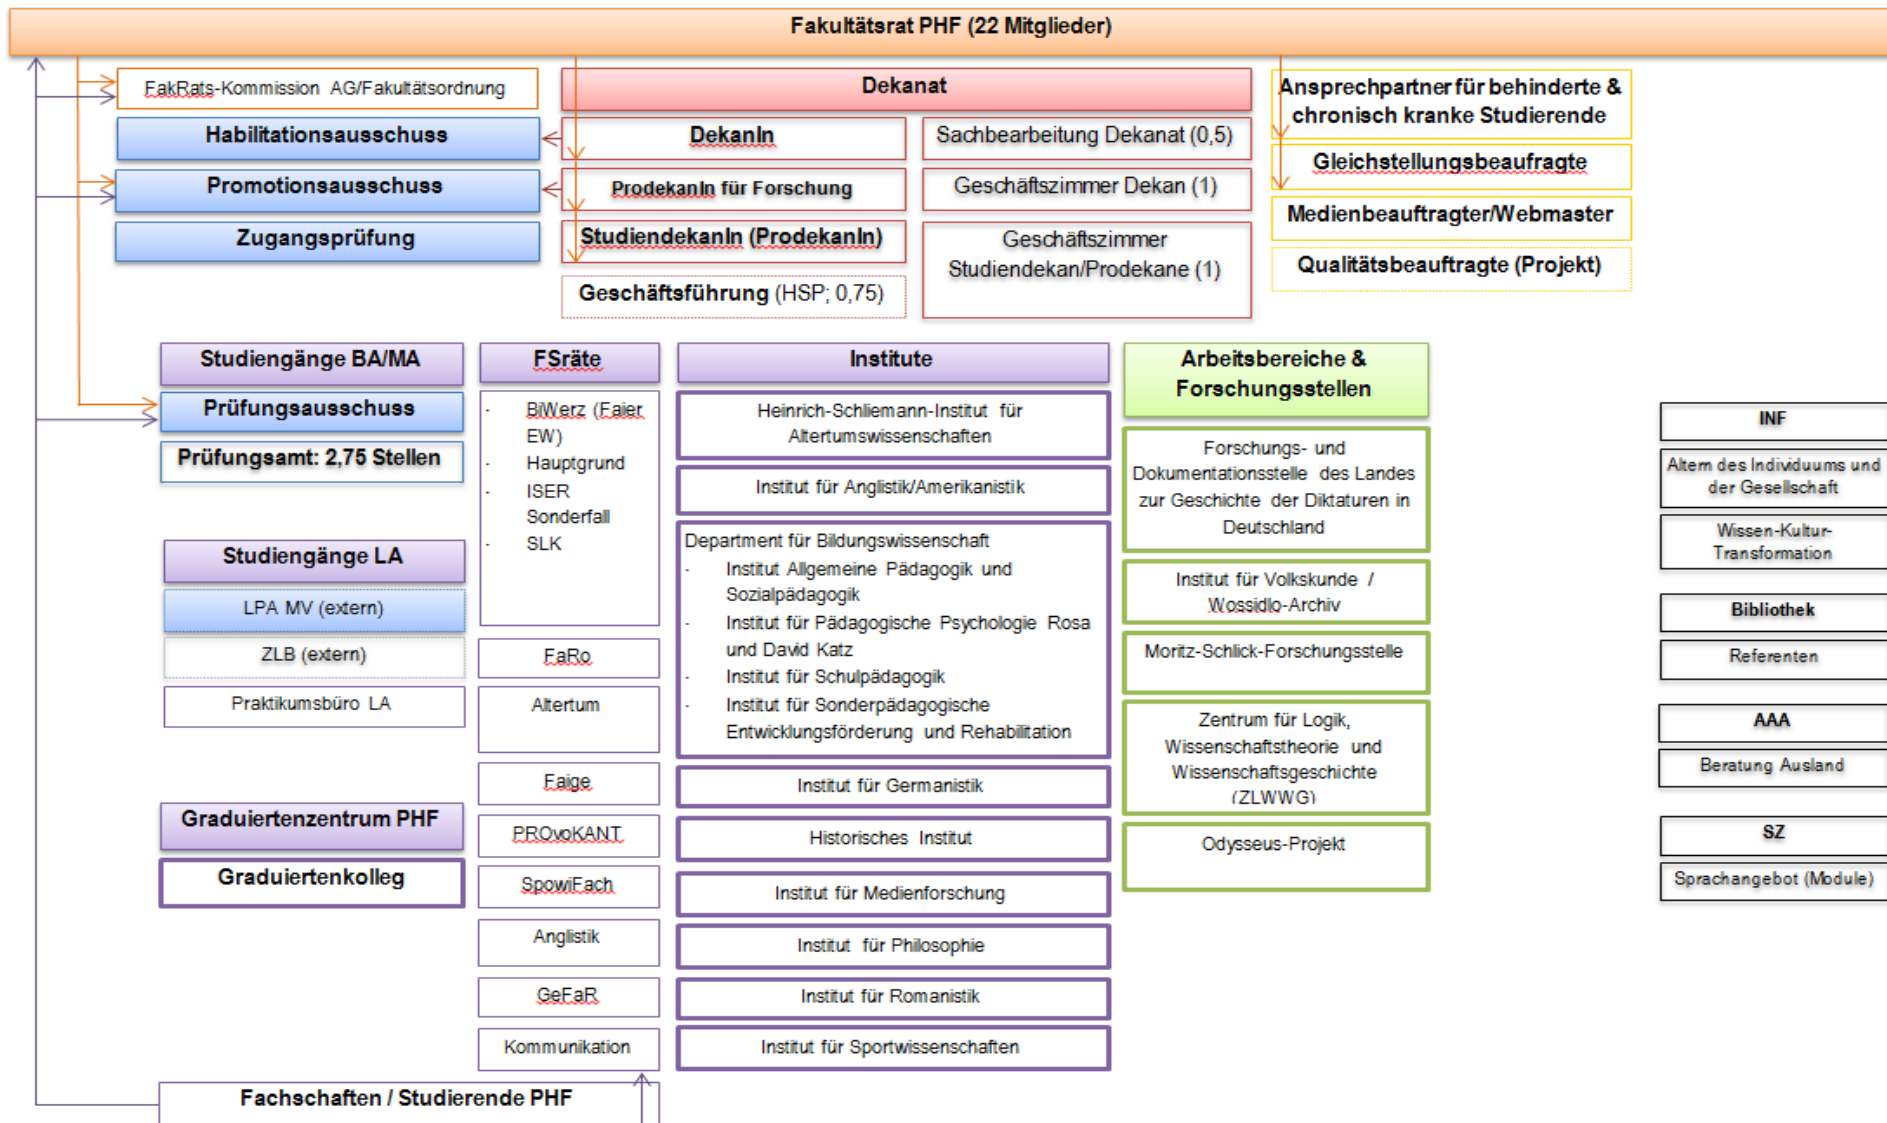 Fakultätsrat PHF (22 Mitglieder)
FakRats-Kommission AG/Fakultätsordnung
Habilitationsausschuss
Promotionsausschuss
Zugangsprüfung
Dekanat
DekanIn
ProdekanIn für Forschung
StudiendekanIn (ProdekanIn)
Geschäftsführung (HSP; 0,75)
Sachbearbeitung Dekanat (0,5)
Geschäftszimmer Dekan (1)
Geschäftszimmer
Studiendekan/Prodekane (1)
Ansprechpartner für behinderte &
chronisch kranke Studierende
Gleichstellungsbeaufragte
Medienbeauftragter/Webmaster
Qualitätsbeauftragte (Projekt)
Studiengänge BA/MA
Prüfungsausschuss
Prüfungsamt: 2,75 Stellen
Studiengänge LA
LPA MV (extern)
ZLB (extern)
Praktikumsbüro LA
Graduiertenzentrum PHF
Graduiertenkolleg
FSräte
- BiWerz (Faier
EW)
- Hauptgrund
- ISER
Sonderfall
- SLK
FaRo
Altertum
Faige
PROvoKANT
SpowiFach
Anglistik
GeFaR
Kommunikation
Institute
Heinrich-Schliemann-Institut für
Altertumswissenschaften
Institut für Anglistik/Amerikanistik
Department für Bildungswissenschaft
- Institut Allgemeine Pädagogik und
Sozialpädagogik
- Institut für Pädagogische Psychologie Rosa
und David Katz
- Institut für Schulpädagogik
- Institut für Sonderpädagogische
Entwicklungsförderung und Rehabilitation
Institut für Germanistik
Historisches Institut
Institut für Medienforschung
Institut für Philosophie
Institut für Romanistik
Institut für Sportwissenschaften
Arbeitsbereiche &
Forschungsstellen
Forschungs- und
Dokumentationsstelle des Landes
zur Geschichte der Diktaturen in
Deutschland
Institut für Volkskunde /
Wossidlo-Archiv
Moritz-Schlick-Forschungsstelle
Zentrum für Logik,
Wissenschaftstheorie und
Wissenschaftsgeschichte
(ZLWWG)
Odysseus-Projekt
INF
Altern des Individuums und
der Gesellschaft
Wissen-Kultur-
Transformation
Bibliothek
Referenten
AAA
Beratung Ausland
SZ
Sprachangebot (Module)
Fachschaften / Studierende PHF